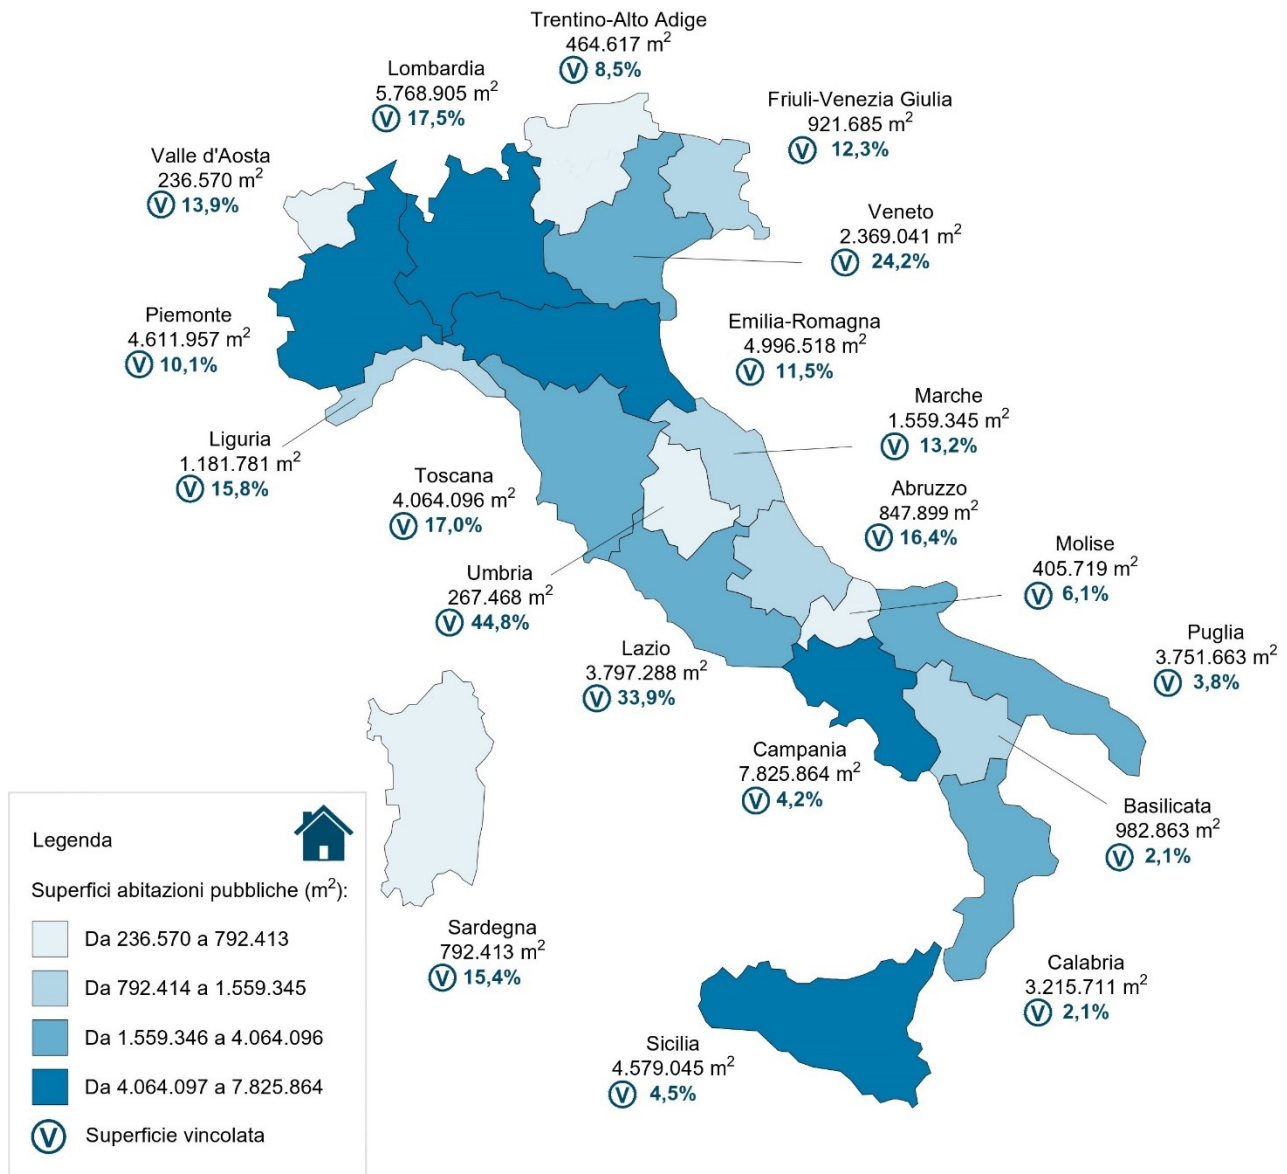 Trentino-Alto Adige
464.617 m²
V 8,5%
Lombardia
5.768.905 m²
V 17,5%
Friuli-Venezia Giulia
921.685 m²
V 12,3%
Valle d'Aosta
236.570 m²
V 13,9%
Veneto
2.369.041 m²
V 24,2%
Piemonte
4.611.957 m²
V 10,1%
Emilia-Romagna
4.996.518 m²
V 11,5%
Marche
1.559.345 m²
V 13,2%
Liguria
1.181.781 m²
V 15,8%
Toscana
4.064.096 m²
V 17,0%
Abruzzo
847.899 m²
V 16,4%
Molise
405.719 m²
V 6,1%
Umbria
267.468 m²
V 44,8%
Lazio
3.797.288 m²
V 33,9%
Puglia
3.751.663 m²
V 3,8%
Campania
7.825.864 m²
V 4,2%
Basilicata
982.863 m²
V 2,1%
Sardegna
792.413 m²
V 15,4%
Calabria
3.215.711 m²
V 2,1%
Sicilia
4.579.045 m²
V 4,5%
Legenda
Superfici abitazioni pubbliche (m²):
Da 236.570 a 792.413
Da 792.414 a 1.559.345
Da 1.559.346 a 4.064.096
Da 4.064.097 a 7.825.864
V Superficie vincolata